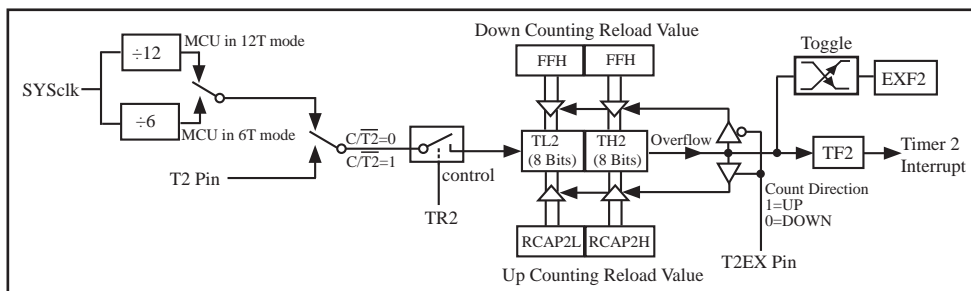 Down Counting Reload Value
Toggle
÷12
MCU in 12T mode
FFH
FFH
EXF2
SYSclk
÷6
MCU in 6T mode
C/T2=0
C/T2=1
TL2
(8 Bits)
TH2
(8 Bits)
Overflow
TF2
Timer 2
Interrupt
T2 Pin
control
TR2
Count Direction
1=UP
0=DOWN
RCAP2L
RCAP2H
T2EX Pin
Up Counting Reload Value